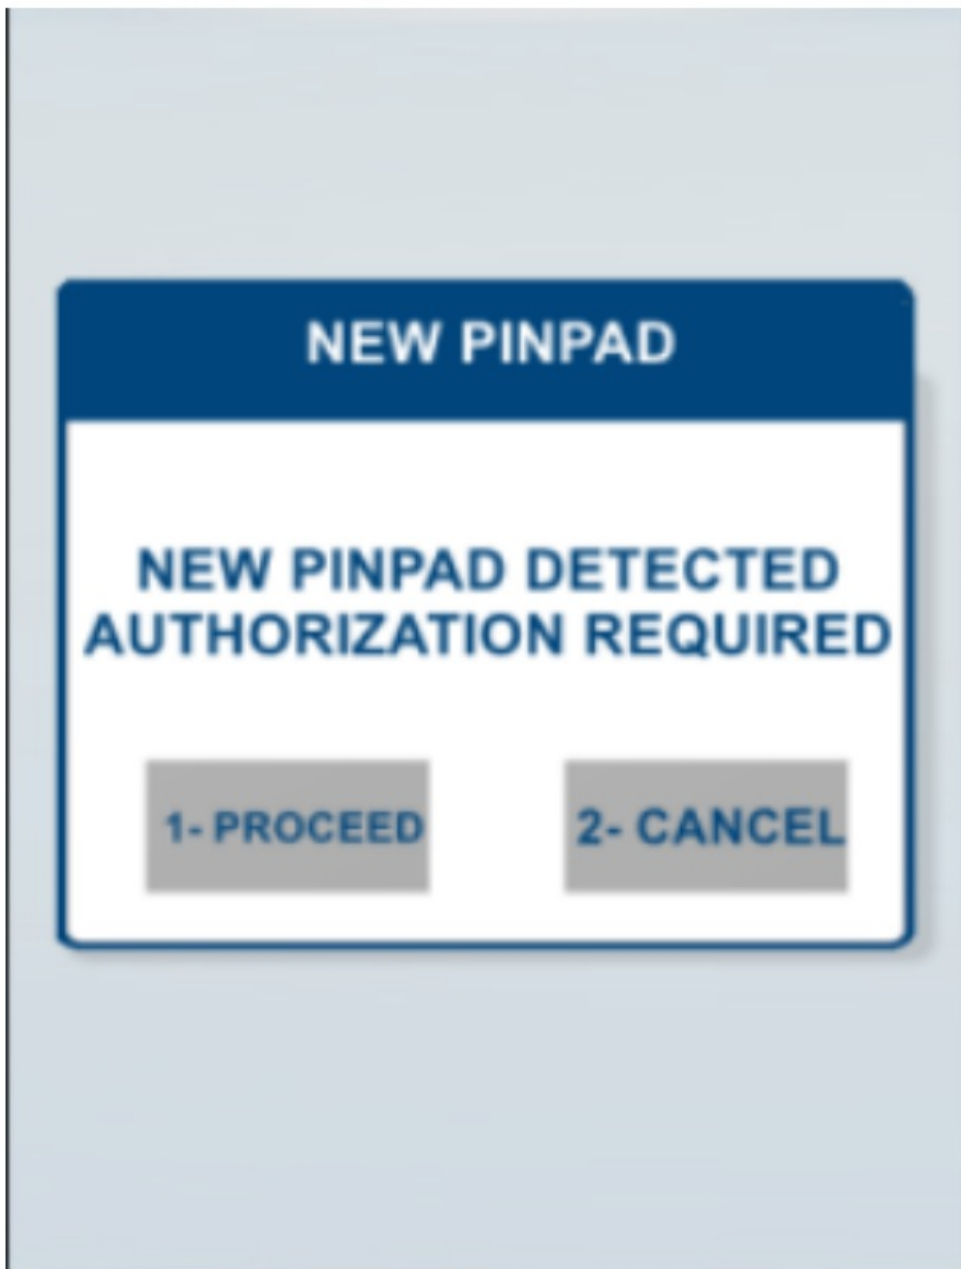 NEW PINPAD
NEW PINPAD DETECTED
AUTHORIZATION REQUIRED
1- PROCEED
2- CANCEL